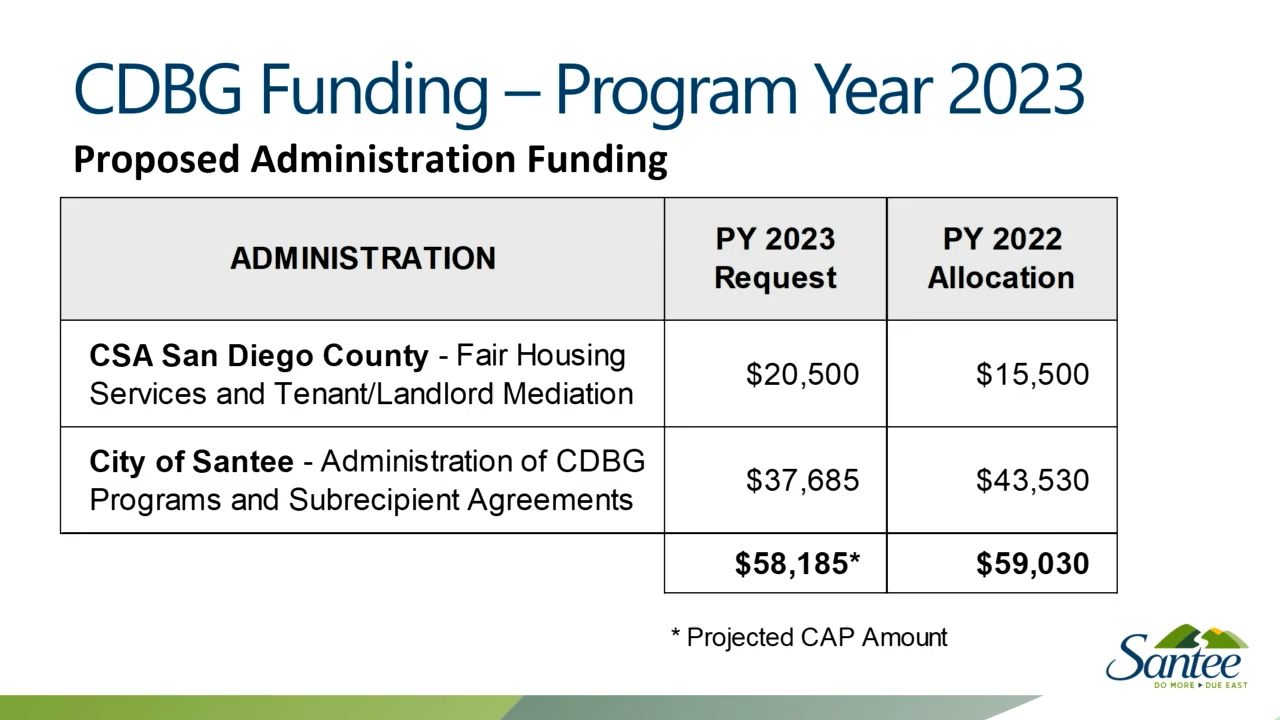 CDBG Funding – Program Year 2023
Proposed Administration Funding
ADMINISTRATION
PY 2023
Request
PY 2022
Allocation
CSA San Diego County - Fair Housing
Services and Tenant/Landlord Mediation
$20,500
$15,500
City of Santee - Administration of CDBG
Programs and Subrecipient Agreements
$37,685
$43,530
$58,185*
$59,030
* Projected CAP Amount
Santee
DO MORE ▸ DUE EAST